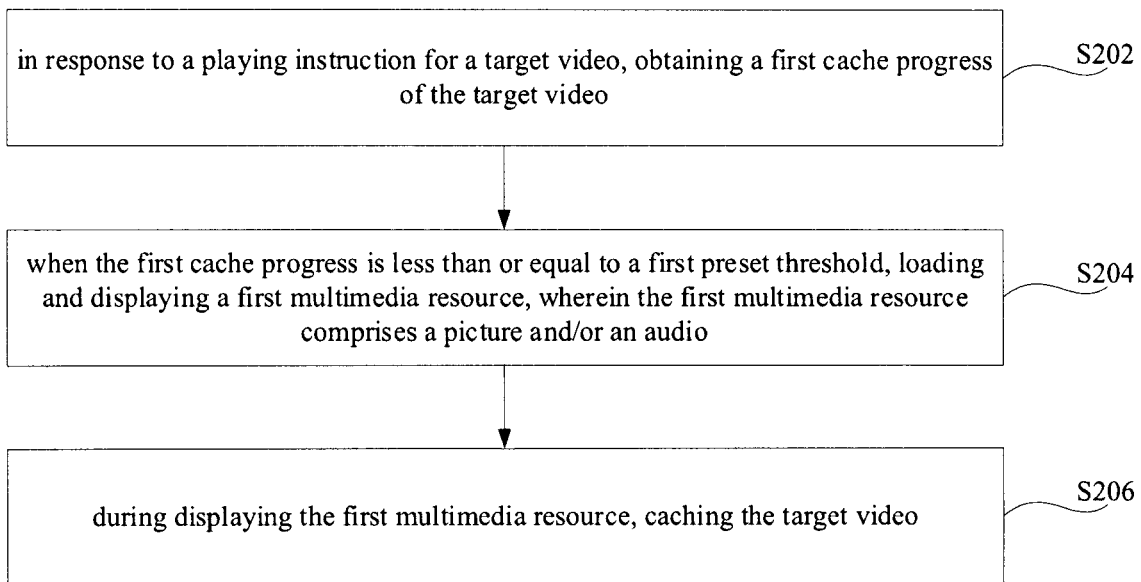 in response to a playing instruction for a target video, obtaining a first cache progress
of the target video
S202
when the first cache progress is less than or equal to a first preset threshold, loading
and displaying a first multimedia resource, wherein the first multimedia resource
comprises a picture and/or an audio
S204
during displaying the first multimedia resource, caching the target video
S206